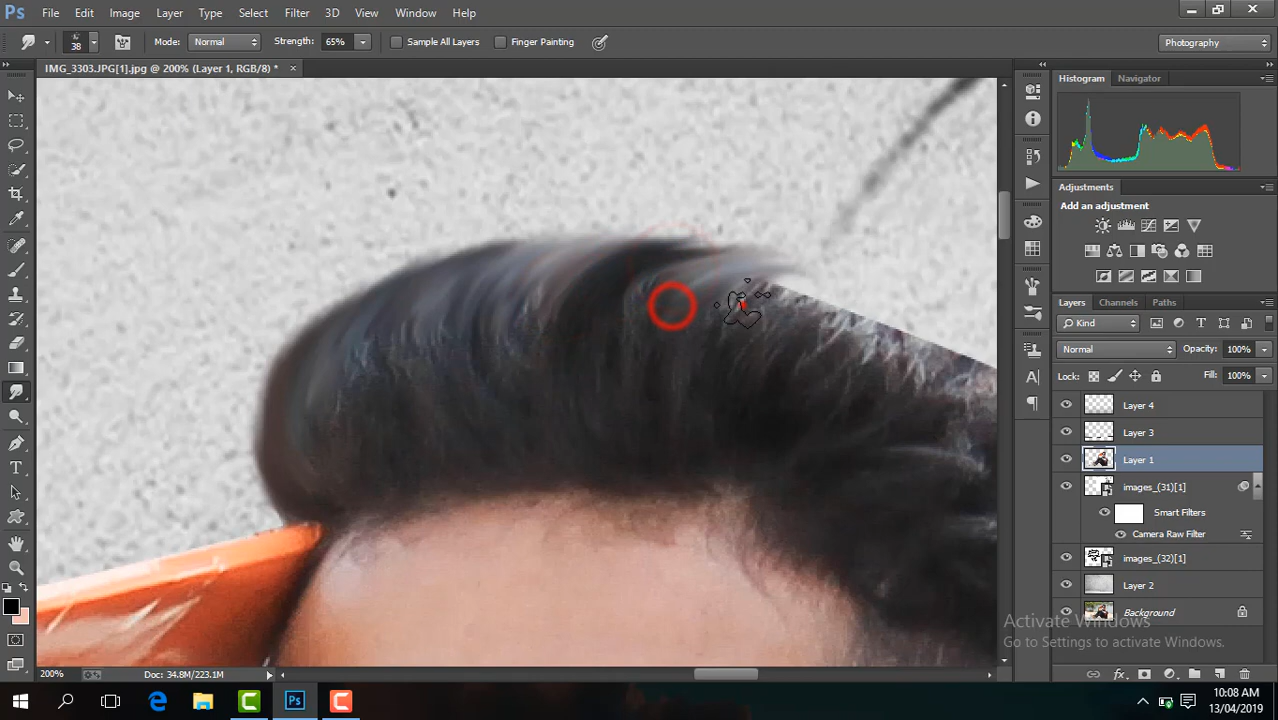 Ps File Edit Image Layer Type Select Filter 3D View Window Help
38 Mode: Normal Strength: 65% Sample All Layers Finger Painting Photography
IMG_3303.JPG[1].jpg @ 200% (Layer 1, RGB/8) *
Histogram Navigator
Adjustments
Add an adjustment
Layers Channels Paths
Kind
Normal Opacity: 100%
Lock: Fill: 100%
Layer 4
Layer 3
Layer 1
images_(31)[1]
Smart Filters
Camera Raw Filter
images_(32)[1]
Layer 2
Background
Activate Windows
Go to Settings to activate Windows.
200% Doc: 34.8M/223.1M
10:08 AM
13/04/2019